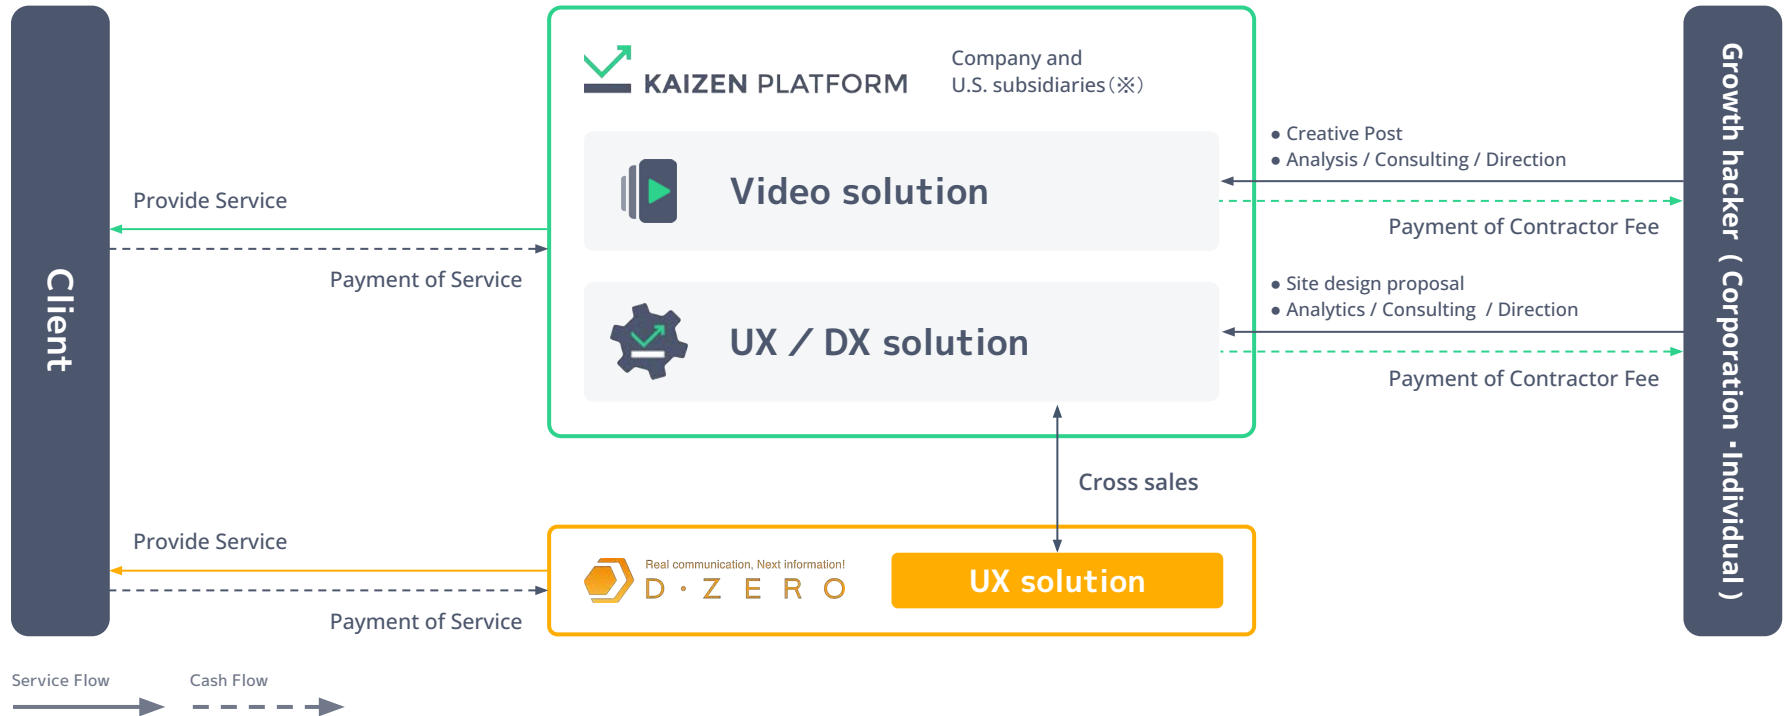 Client
KAIZEN PLATFORM
Company and
U.S. subsidiaries(※)
Video solution
UX / DX solution
Provide Service
Payment of Service
● Creative Post
● Analysis / Consulting / Direction
Payment of Contractor Fee
● Site design proposal
● Analytics / Consulting / Direction
Payment of Contractor Fee
Growth hacker ( Corporation・Individual )
Cross sales
Provide Service
Payment of Service
Real communication, Next information!
D・ZERO
UX solution
Service Flow
Cash Flow